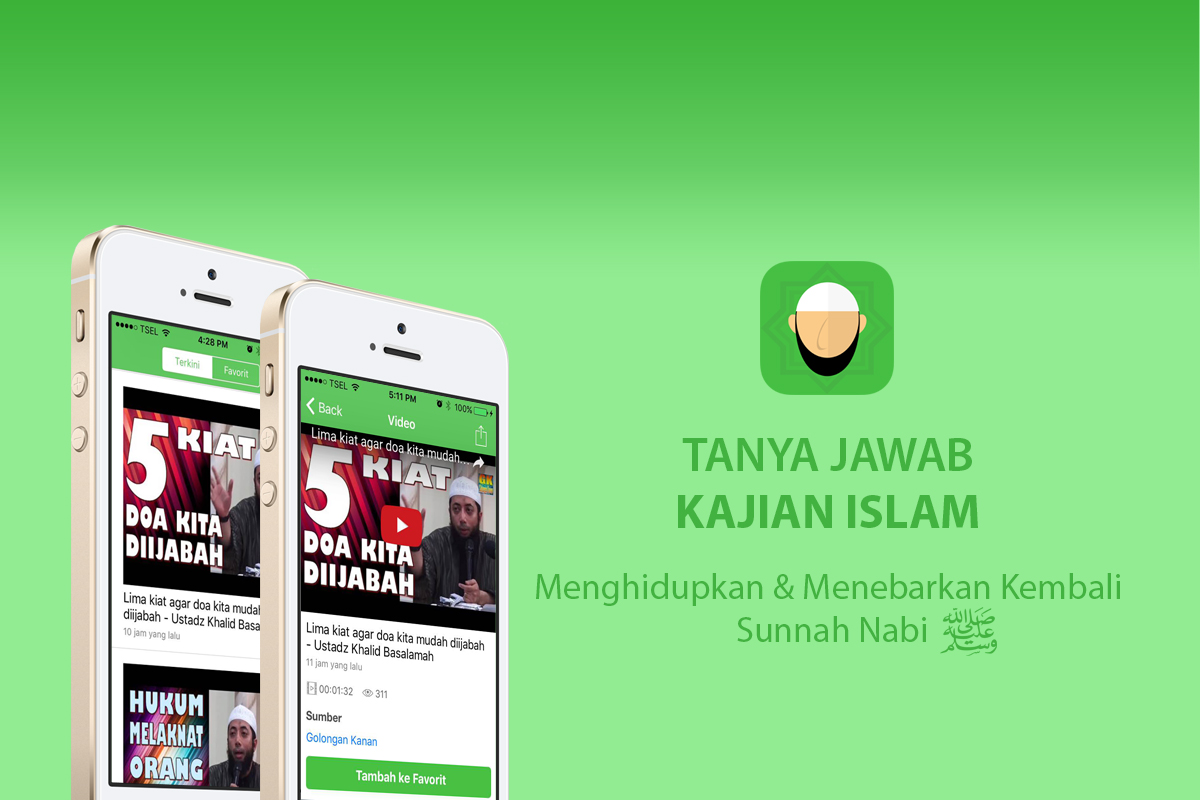 TSEL
4:28 PM
Terkini
Favorit
5 KIAT
DOA KITA
DIIJABAH
Lima kiat agar doa kita mudah
diijabah - Ustadz Khalid Basa
10 jam yang lalu
HUKUM
MELAKNAT
ORANG
TSEL
5:11 PM
100%
Back
Video
Lima kiat agar doa kita mudah...
5 KIAT
DOA KITA
DIIJABAH
Lima kiat agar doa kita mudah diijabah
- Ustadz Khalid Basalamah
11 jam yang lalu
00:01:32
311
Sumber
Golongan Kanan
Tambah ke Favorit
TANYA JAWAB
KAJIAN ISLAM
Menghidupkan & Menebarkan Kembali
Sunnah Nabi ﷺ